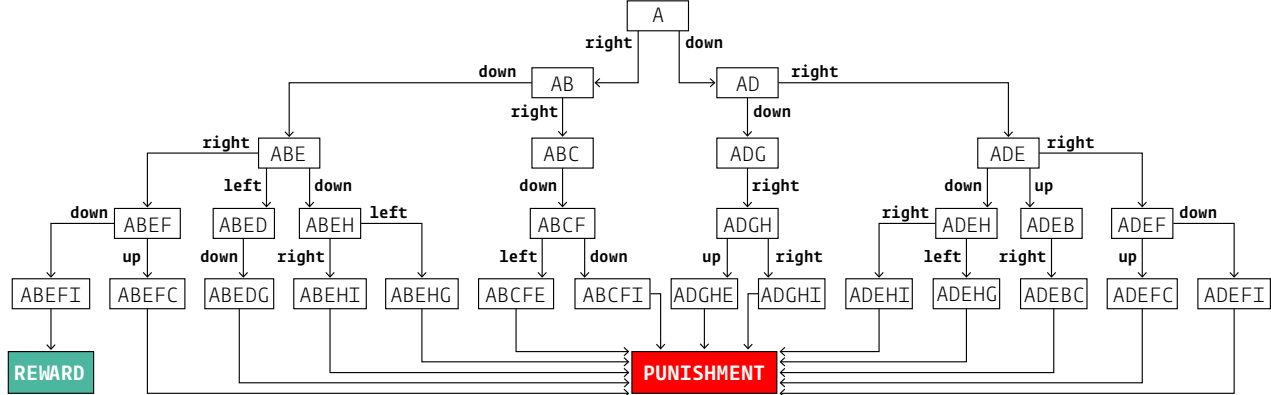 A
right down
down AB AD right
right down
right ABE ABC ADG ADE right
left down down right down up
down ABEF ABED ABEH left ABCF ADGH right ADEH ADEB ADEF down
up down right left down up right left right up
ABEFI ABEFC ABEDG ABEHI ABEHG ABCFE ABCFI ADGHE ADGHI ADEHI ADEHG ADEBC ADEFC ADEFI
REWARD PUNISHMENT